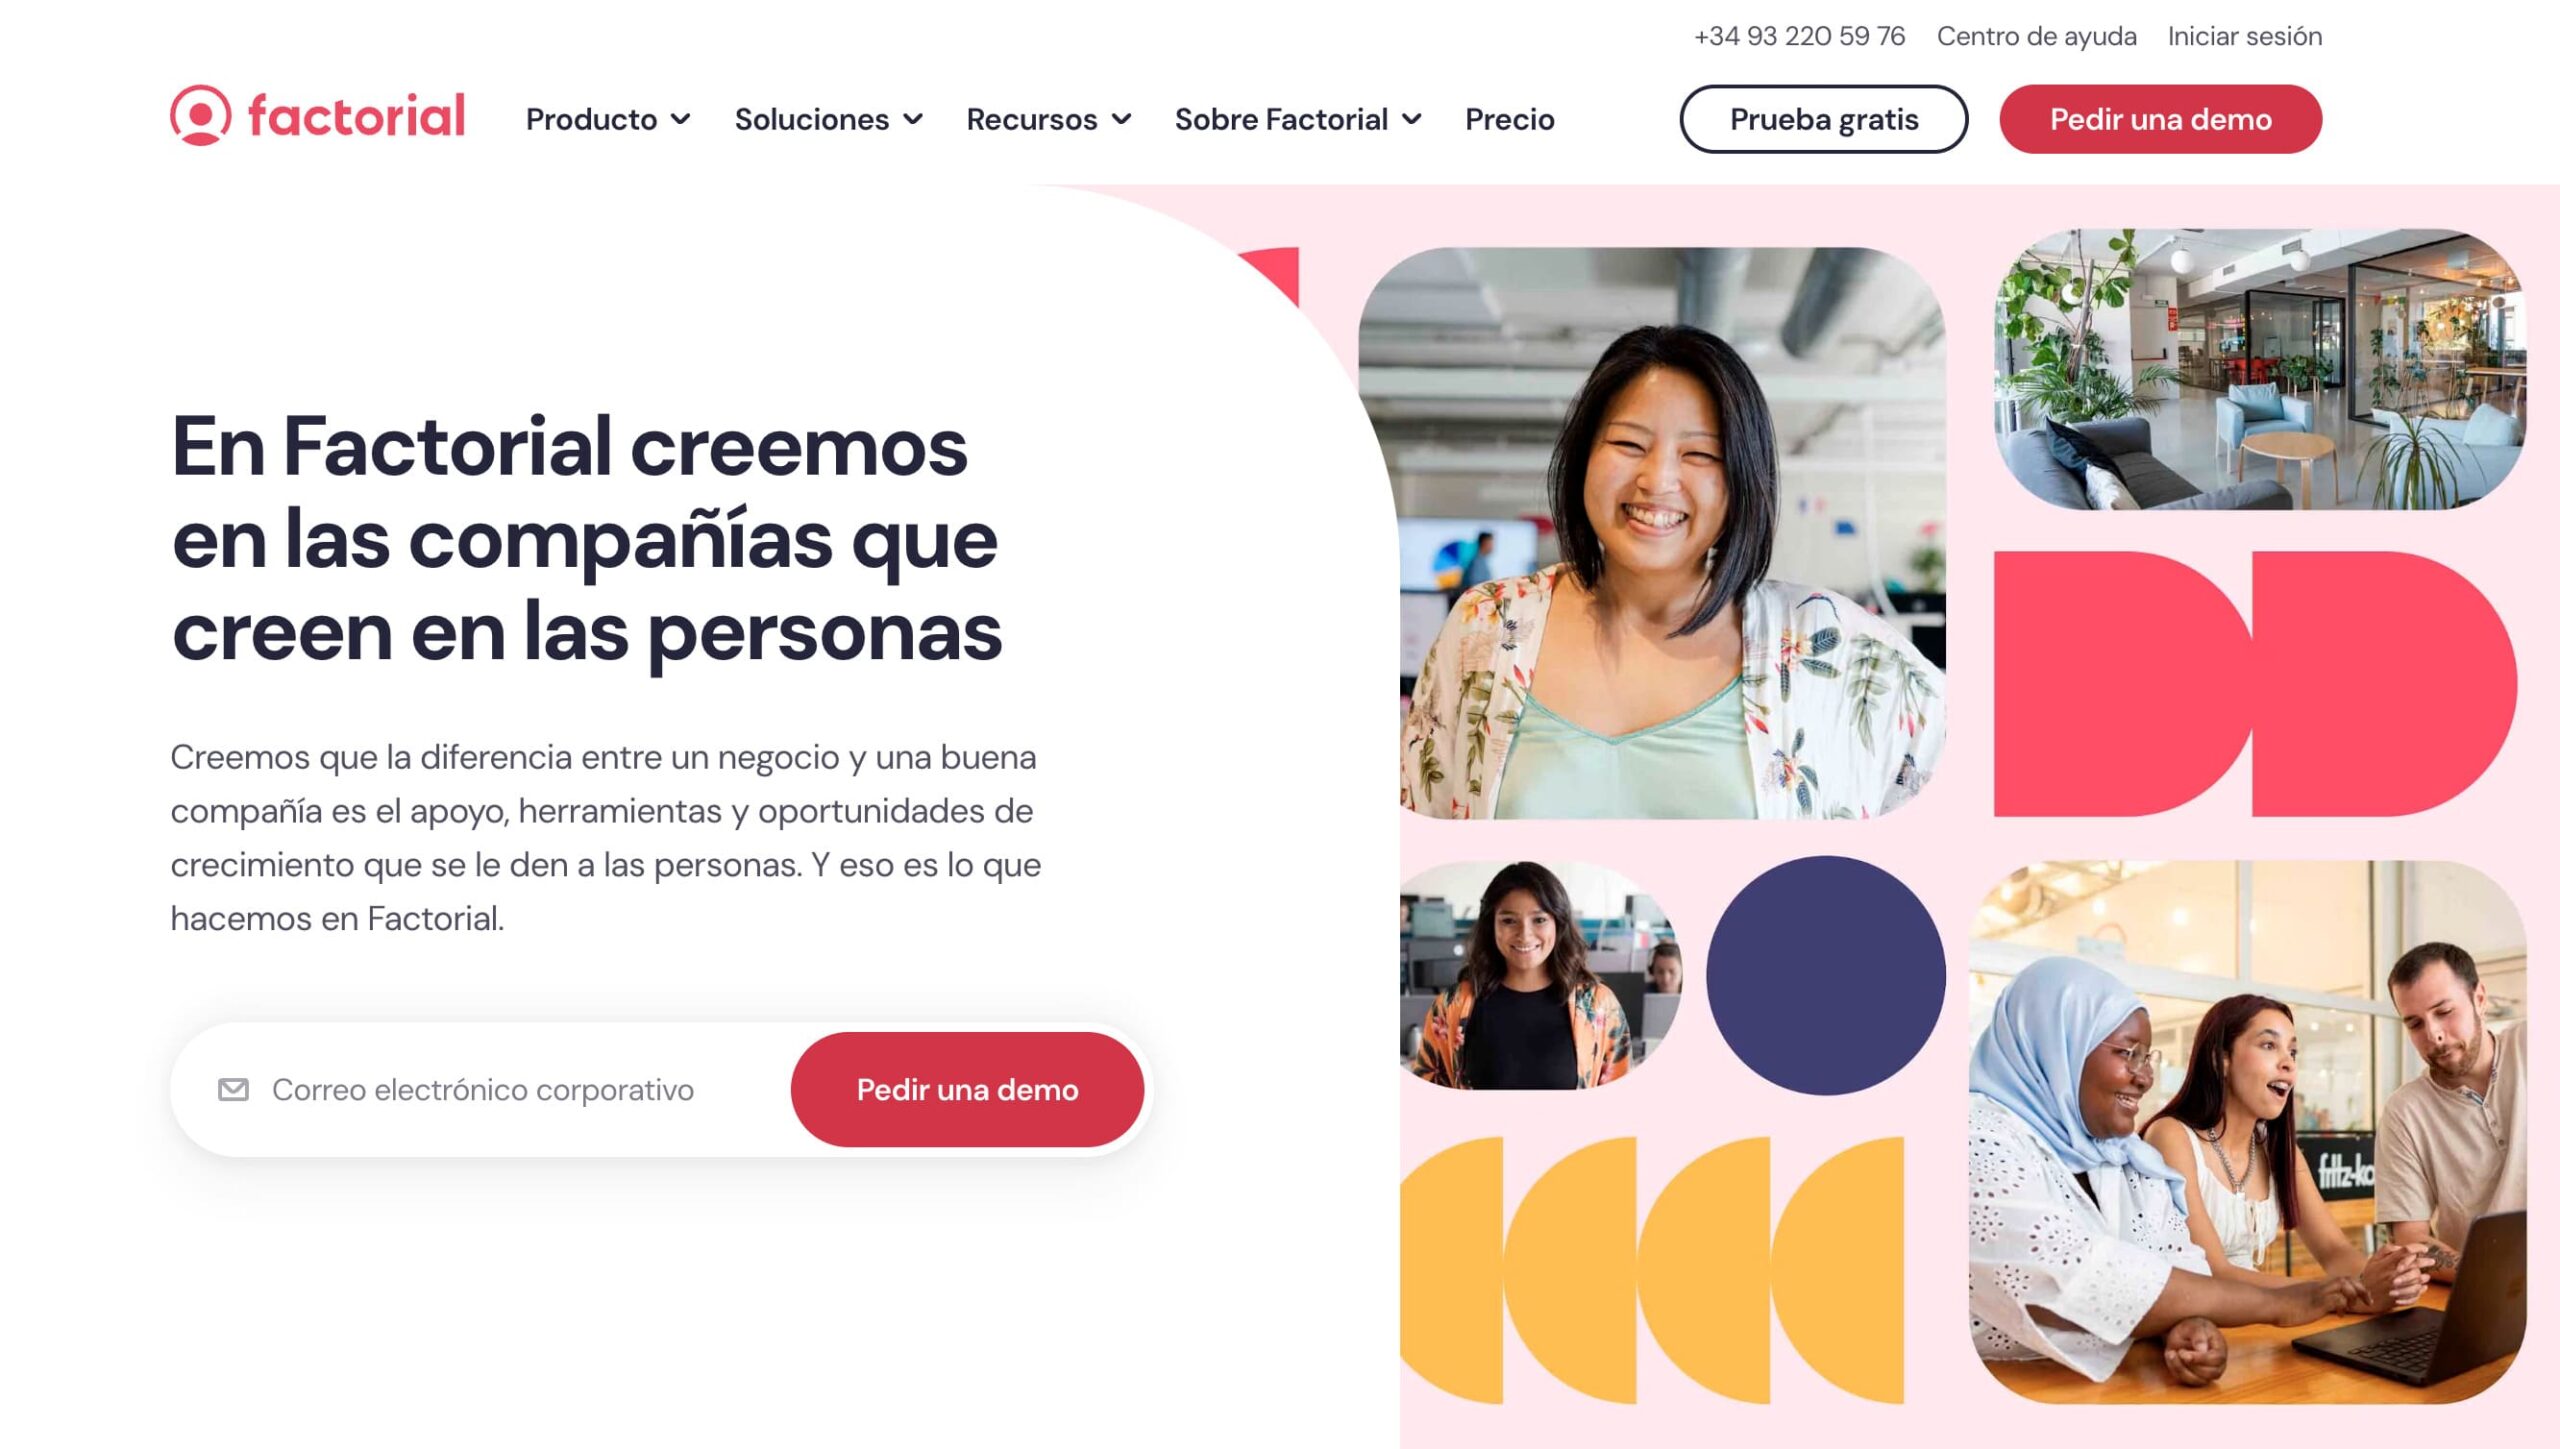 +34 93 220 59 76 Centro de ayuda Iniciar sesión
factorial Producto Soluciones Recursos Sobre Factorial Precio Prueba gratis Pedir una demo
En Factorial creemos
en las compañías que
creen en las personas
Creemos que la diferencia entre un negocio y una buena
compañía es el apoyo, herramientas y oportunidades de
crecimiento que se le den a las personas. Y eso es lo que
hacemos en Factorial.
Correo electrónico corporativo Pedir una demo
fritz-ko